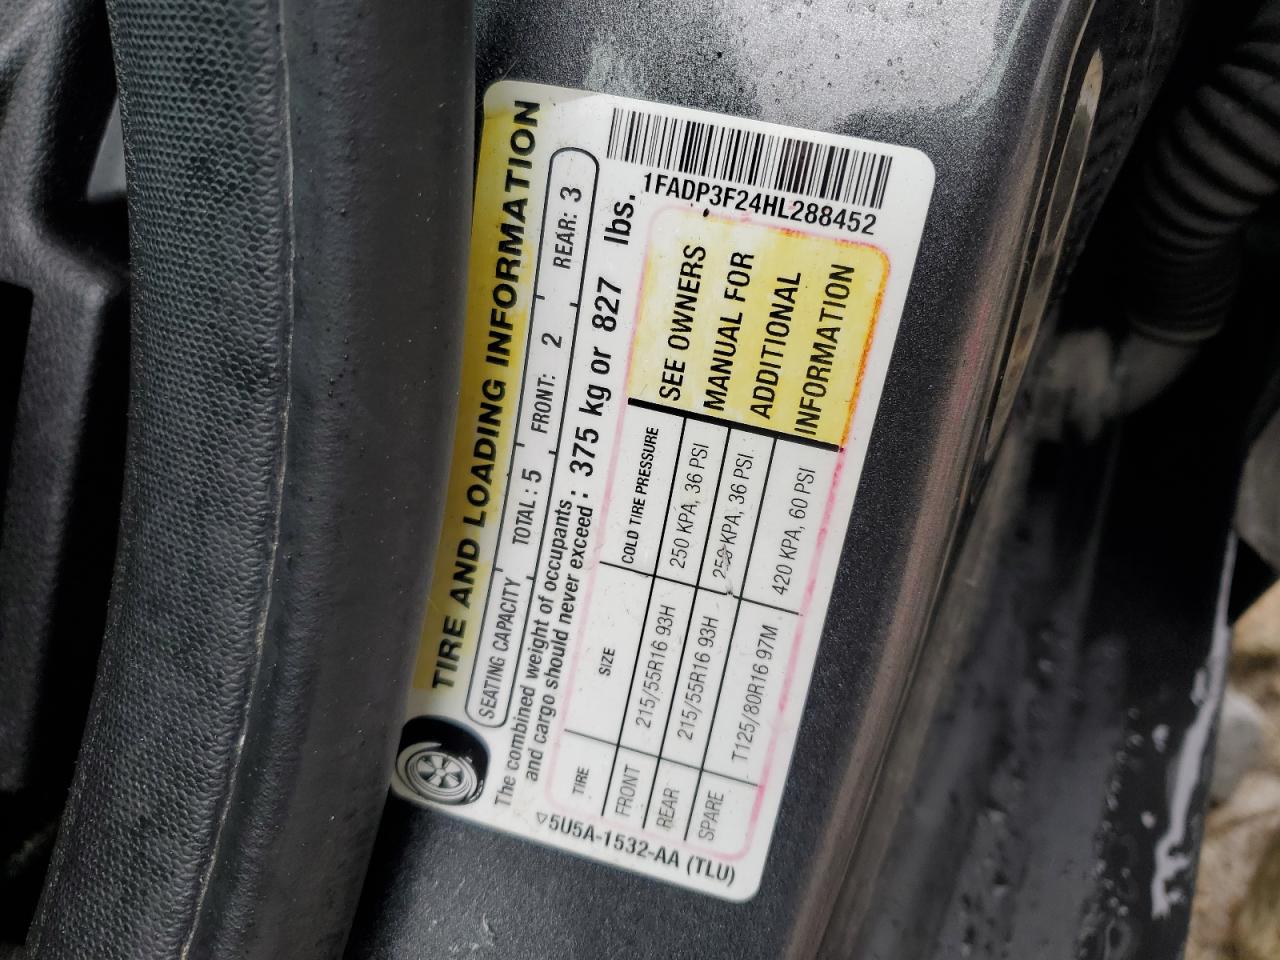 TIRE AND LOADING INFORMATION
SEATING CAPACITY TOTAL: 5 FRONT: 2 REAR: 3
The combined weight of occupants
and cargo should never exceed: 375 kg or 827 lbs.
TIRE SIZE COLD TIRE PRESSURE
FRONT 215/55R16 93H 250 KPA, 36 PSI
REAR 215/55R16 93H 250 KPA, 36 PSI
SPARE T125/80R16 97M 420 KPA, 60 PSI
SEE OWNERS
MANUAL FOR
ADDITIONAL
INFORMATION
1FADP3F24HL288452
5U5A-1532-AA (TLU)